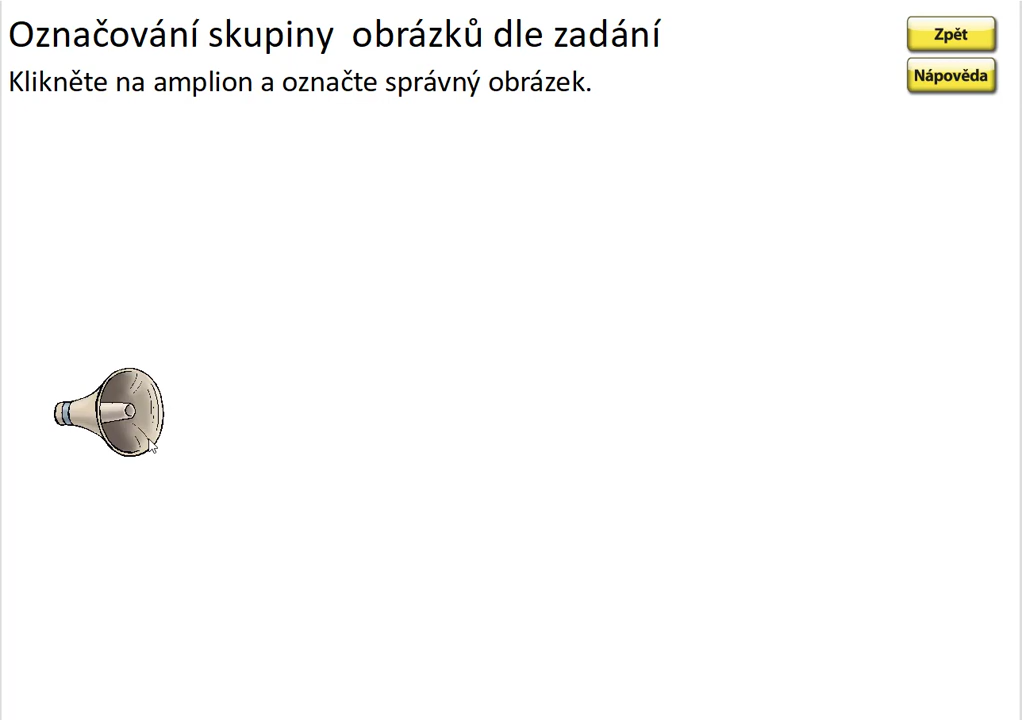 Označování skupiny  obrázků dle zadání
Zpět
Klikněte na amplion a označte správný obrázek.
Nápověda